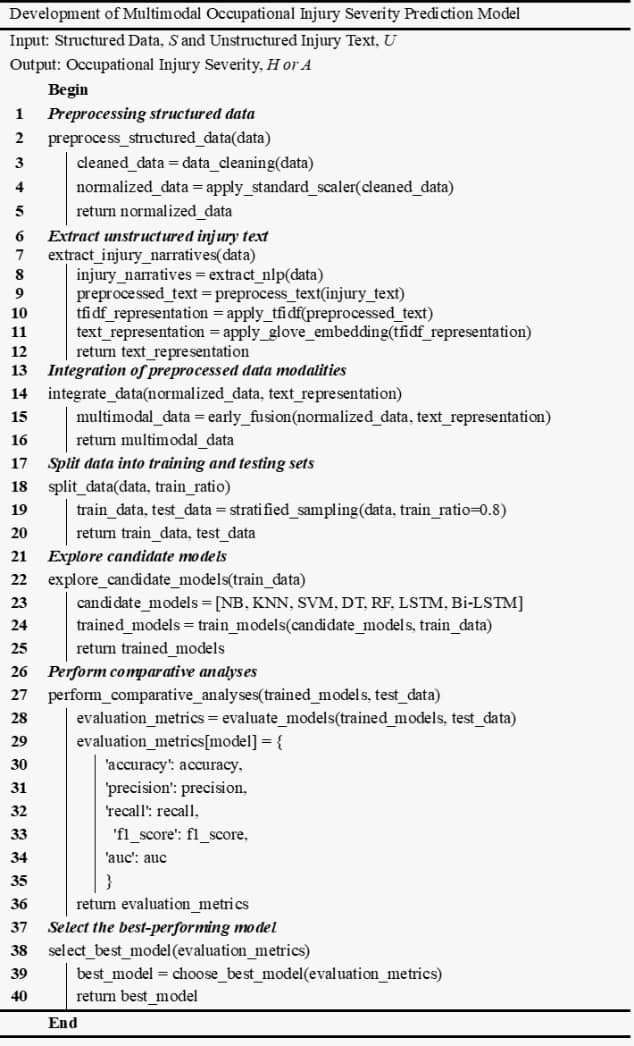 Development of Multimodal Occupational Injury Severity Prediction Model
Input: Structured Data, S and Unstructured Injury Text, U
Output: Occupational Injury Severity, H or A
Begin
1 Preprocessing structured data
2 preprocess_structured_data(data)
3 cleaned_data = data_cleaning(data)
4 normalized_data = apply_standard_scaler(cleaned_data)
5 return normalized_data
6 Extract unstructured injury text
7 extract_injury_narratives(data)
8 injury_narratives = extract_nlp(data)
9 preprocessed_text = preprocess_text(injury_text)
10 tfidf_representation = apply_tfidf(preprocessed_text)
11 text_representation = apply_glove_embedding(tfidf_representation)
12 return text_representation
13 Integration of preprocessed data modalities
14 integrate_data(normalized_data, text_representation)
15 multimodal_data = early_fusion(normalized_data, text_representation)
16 return multimodal_data
17 Split data into training and testing sets
18 split_data(data, train_ratio)
19 train_data, test_data = stratified_sampling(data, train_ratio=0.8)
20 return train_data, test_data
21 Explore candidate models
22 explore_candidate_models(train_data)
23 candidate_models = [NB, KNN, SVM, DT, RF, LSTM, Bi-LSTM]
24 trained_models = train_models(candidate_models, train_data)
25 return trained_models
26 Perform comparative analyses
27 perform_comparative_analyses(trained_models, test_data)
28 evaluation_metrics = evaluate_models(trained_models, test_data)
29 evaluation_metrics[model] = {
30 'accuracy': accuracy,
31 'precision': precision,
32 'recall': recall,
33 'f1_score': f1_score,
34 'auc': auc
35 }
36 return evaluation_metrics
37 Select the best-performing model
38 select_best_model(evaluation_metrics)
39 best_model = choose_best_model(evaluation_metrics)
40 return best_model
End